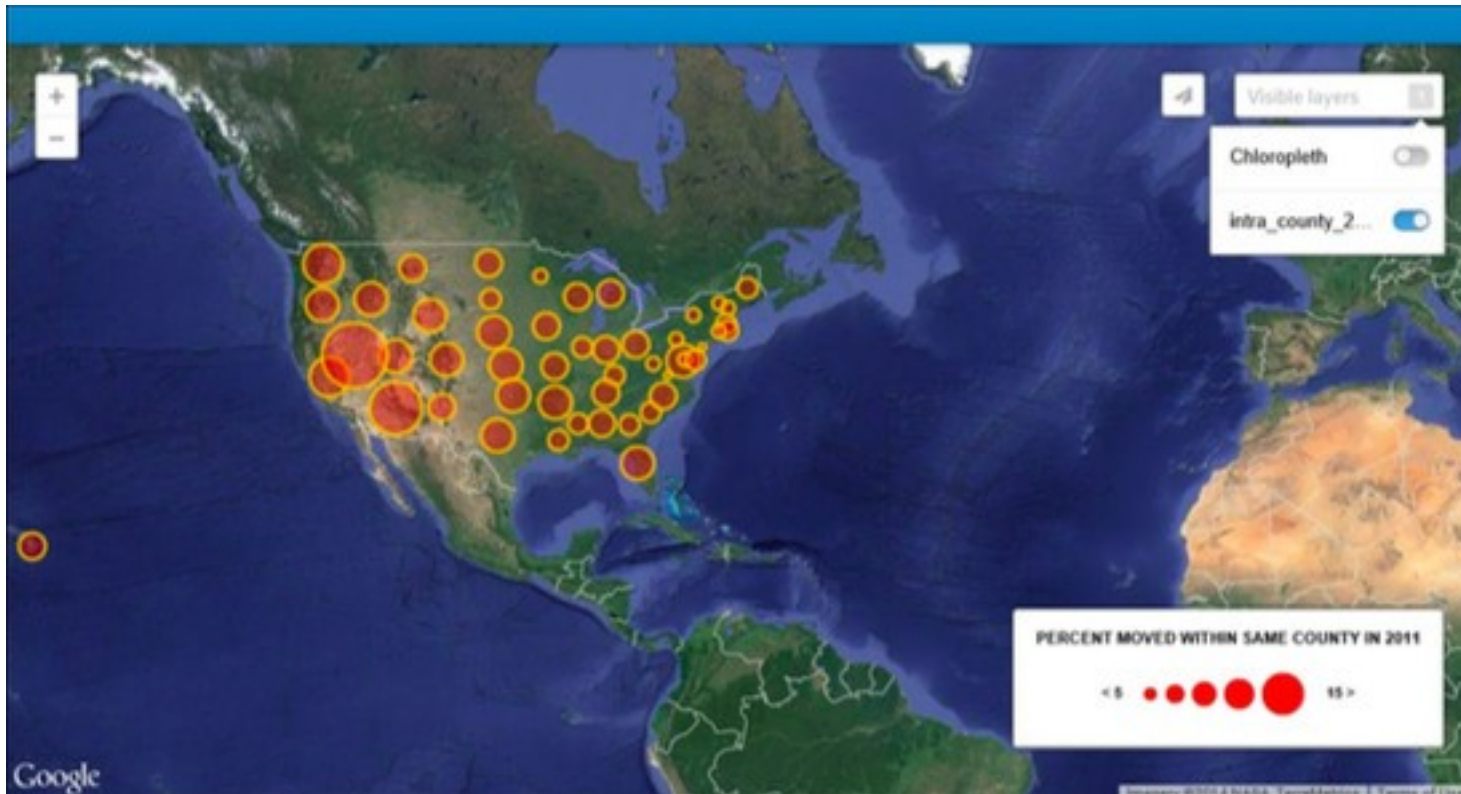 +
−
Visible layers
Chloropleth
intra_county_2...
PERCENT MOVED WITHIN SAME COUNTY IN 2011
< 5
15 >
Google